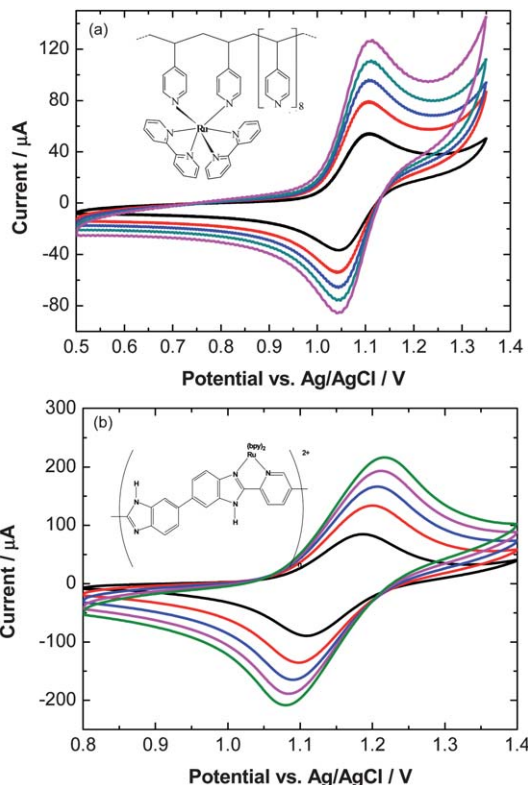 (a)
120
80
40
0
-40
-80
Current / µA
0.5 0.6 0.7 0.8 0.9 1.0 1.1 1.2 1.3 1.4
Potential vs. Ag/AgCl / V
N N N
8
Ru
N N N N
(b)
300
200
100
0
-100
-200
Current / µA
(bpy)₂
Ru
2+
H
N
N
N
N
N
H
n
0.8 0.9 1.0 1.1 1.2 1.3 1.4
Potential vs. Ag/AgCl / V